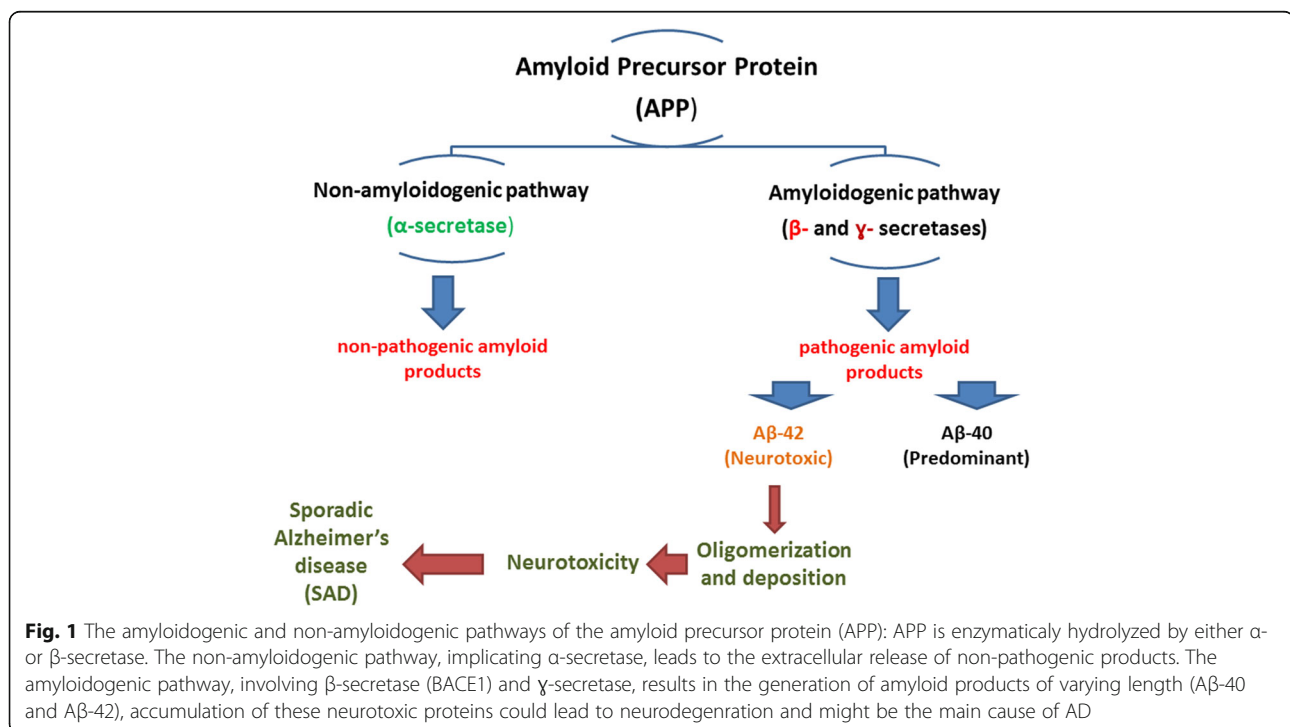 Amyloid Precursor Protein
(APP)
Non-amyloidogenic pathway
(α-secretase)
Amyloidogenic pathway
(β- and ɣ- secretases)
non-pathogenic amyloid
products
pathogenic amyloid
products
Aβ-42
(Neurotoxic)
Aβ-40
(Predominant)
Oligomerization
and deposition
Neurotoxicity
Sporadic
Alzheimer's
disease
(SAD)
Fig. 1 The amyloidogenic and non-amyloidogenic pathways of the amyloid precursor protein (APP): APP is enzymaticaly hydrolyzed by either α-
or β-secretase. The non-amyloidogenic pathway, implicating α-secretase, leads to the extracellular release of non-pathogenic products. The
amyloidogenic pathway, involving β-secretase (BACE1) and ɣ-secretase, results in the generation of amyloid products of varying length (Aβ-40
and Aβ-42), accumulation of these neurotoxic proteins could lead to neurodegenration and might be the main cause of AD